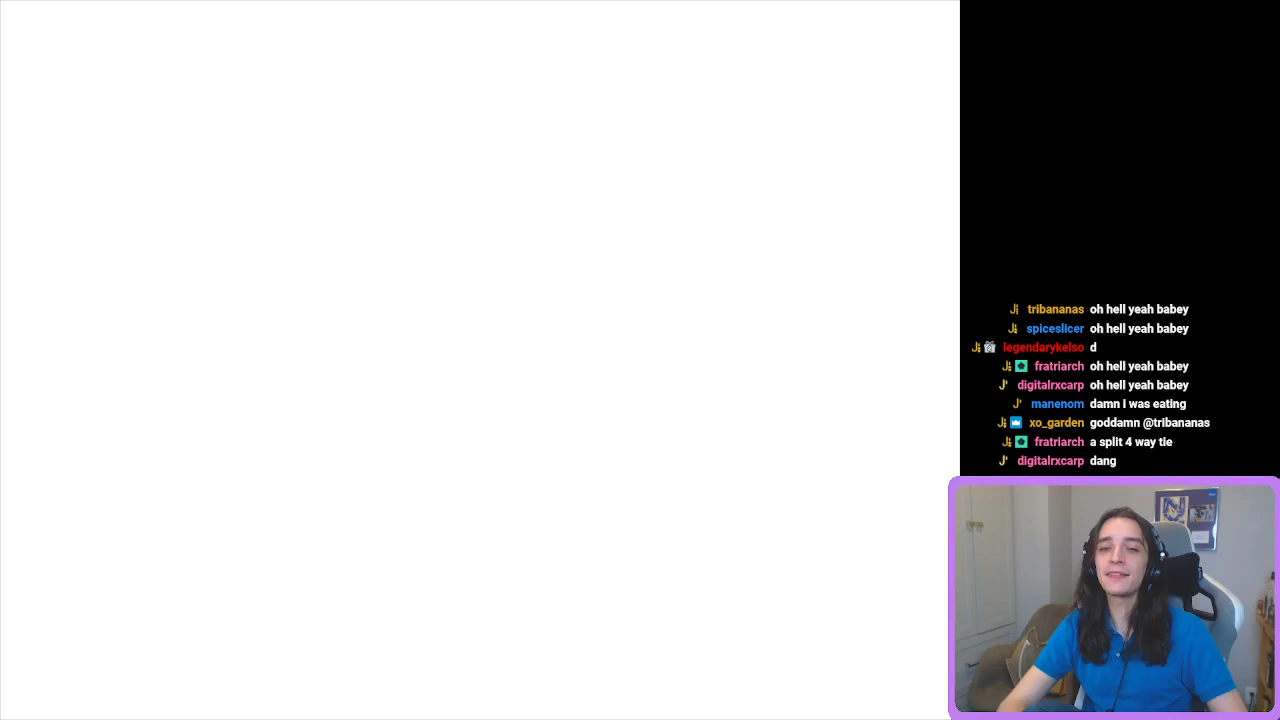 tribananas oh hell yeah babey
spiceslicer oh hell yeah babey
legendarykelso d
fratriarch oh hell yeah babey
digitalrxcarp oh hell yeah babey
manenom damn i was eating
xo_garden goddamn @tribananas
fratriarch a split 4 way tie
digitalrxcarp dang